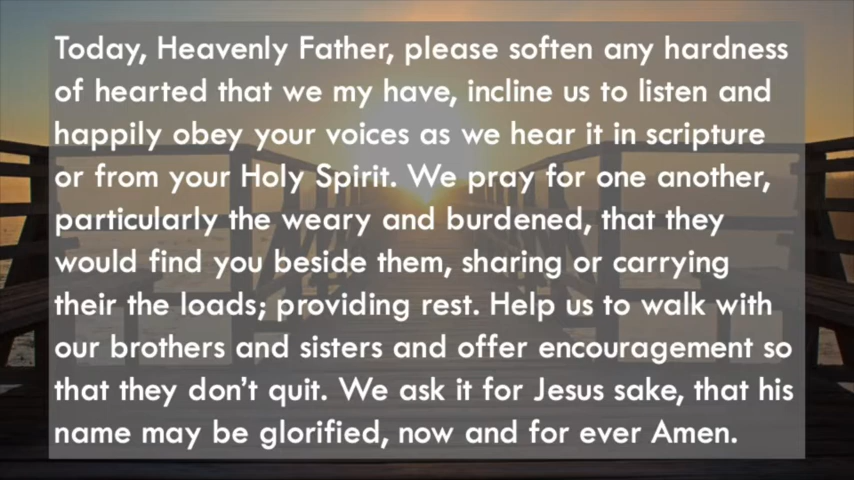 Today, Heavenly Father, please soften any hardness
of hearted that we my have, incline us to listen and
happily obey your voices as we hear it in scripture
or from your Holy Spirit. We pray for one another,
particularly the weary and burdened, that they
would find you beside them, sharing or carrying
their the loads; providing rest. Help us to walk with
our brothers and sisters and offer encouragement so
that they don't quit. We ask it for Jesus sake, that his
name may be glorified, now and for ever Amen.